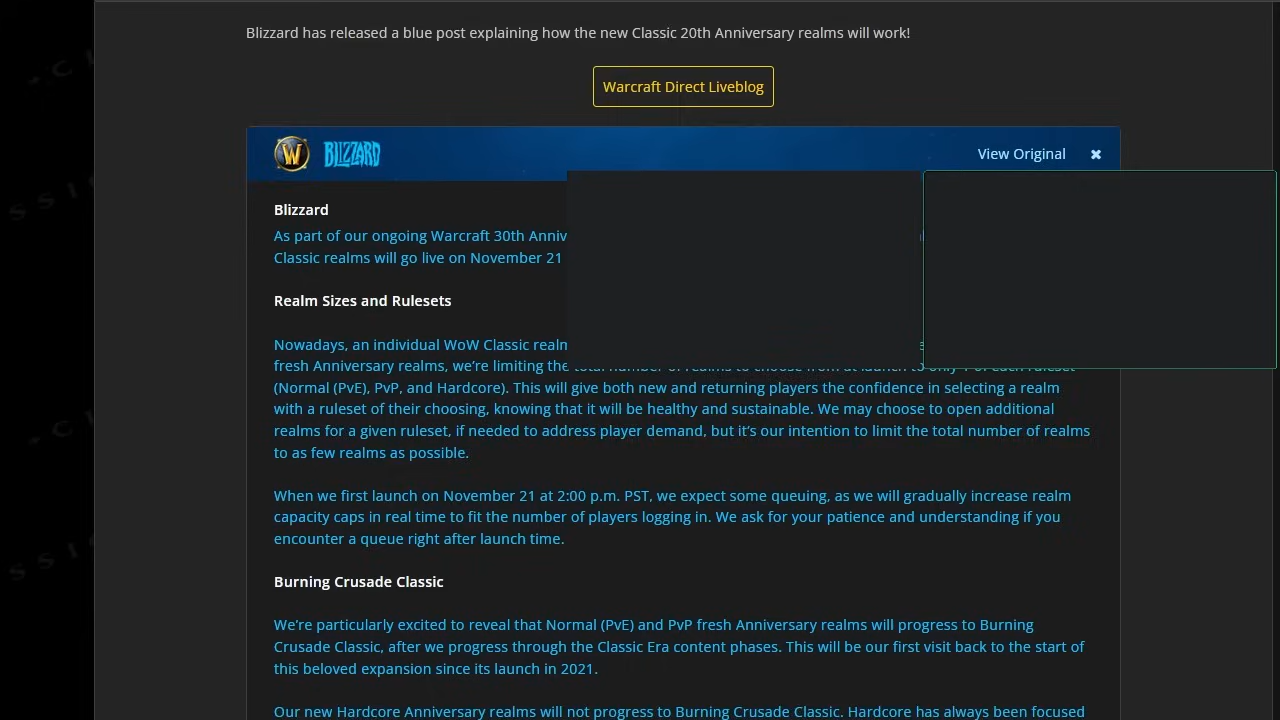 Blizzard has released a blue post explaining how the new Classic 20th Anniversary realms will work!
Warcraft Direct Liveblog
W BLIZZARD View Original ✖
Blizzard
As part of our ongoing Warcraft 30th Anniv
Classic realms will go live on November 21
Realm Sizes and Rulesets
Nowadays, an individual WoW Classic realm
fresh Anniversary realms, we’re limiting the total number of realms to choose from at launch to only 1 of each ruleset
(Normal (PvE), PvP, and Hardcore). This will give both new and returning players the confidence in selecting a realm
with a ruleset of their choosing, knowing that it will be healthy and sustainable. We may choose to open additional
realms for a given ruleset, if needed to address player demand, but it’s our intention to limit the total number of realms
to as few realms as possible.
When we first launch on November 21 at 2:00 p.m. PST, we expect some queuing, as we will gradually increase realm
capacity caps in real time to fit the number of players logging in. We ask for your patience and understanding if you
encounter a queue right after launch time.
Burning Crusade Classic
We're particularly excited to reveal that Normal (PvE) and PvP fresh Anniversary realms will progress to Burning
Crusade Classic, after we progress through the Classic Era content phases. This will be our first visit back to the start of
this beloved expansion since its launch in 2021.
Our new Hardcore Anniversary realms will not progress to Burning Crusade Classic. Hardcore has always been focused